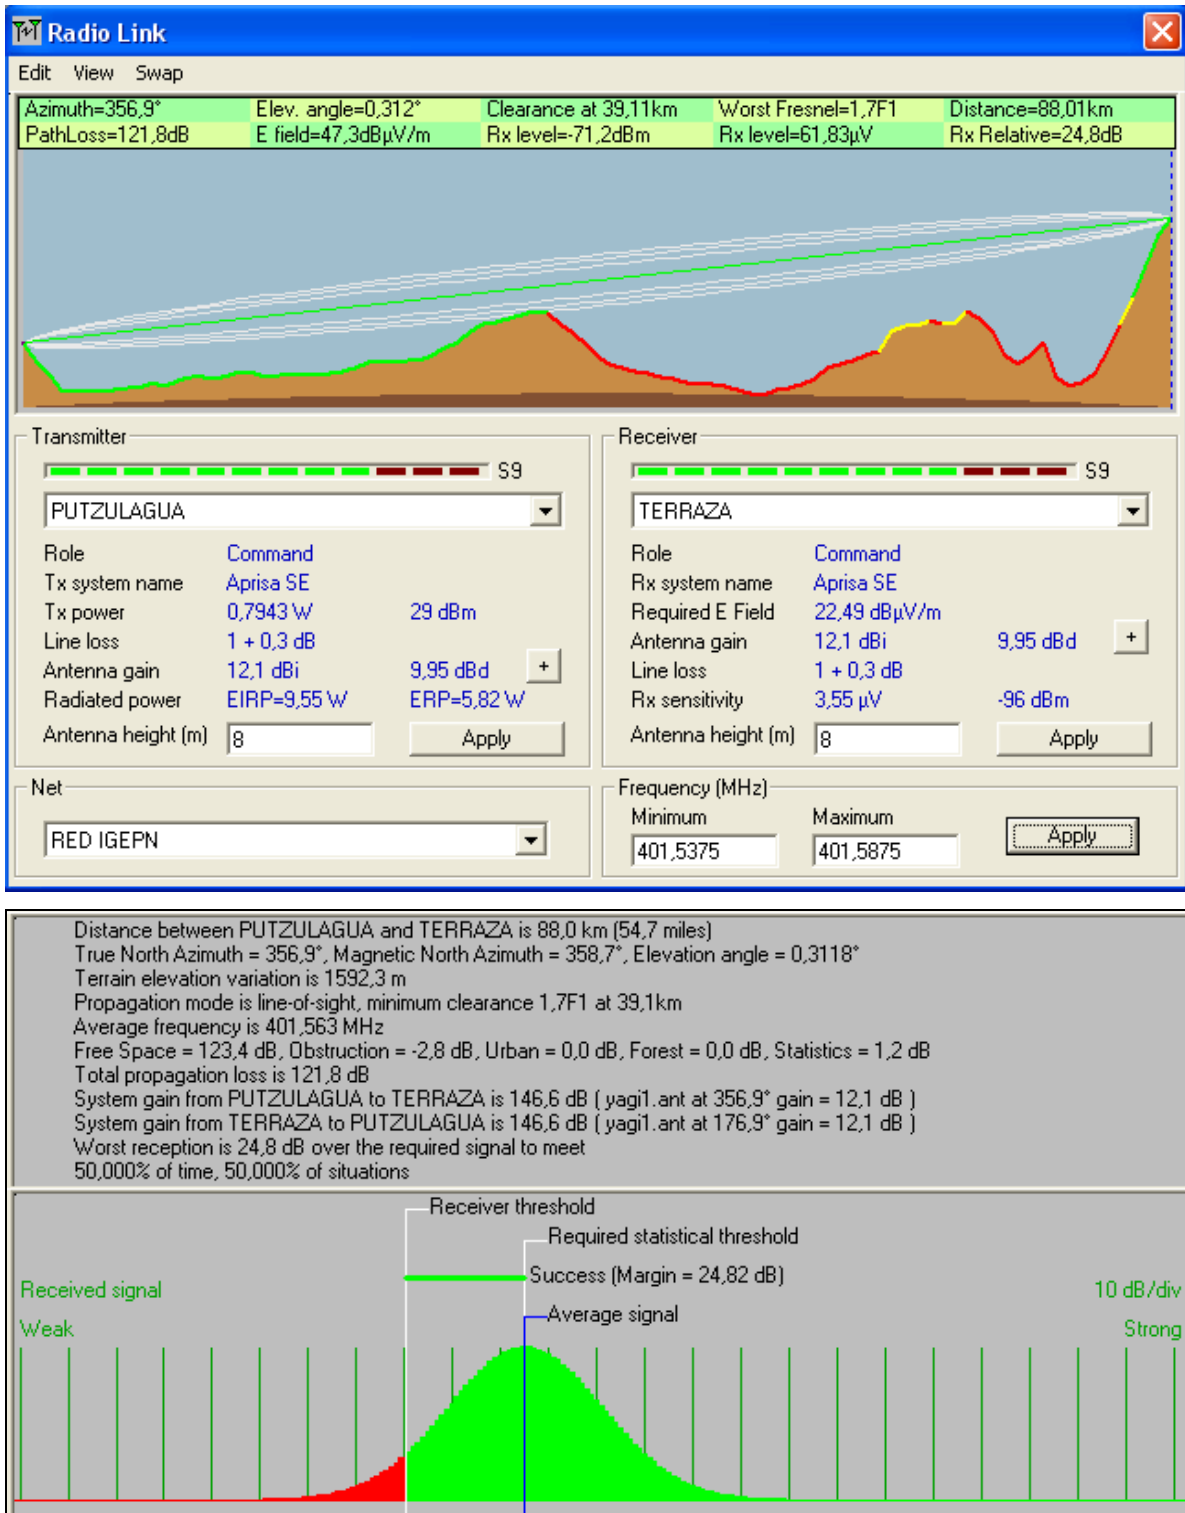 Radio Link
Edit View Swap
Azimuth=356,9° Elev. angle=0,312° Clearance at 39,11km Worst Fresnel=1,7F1 Distance=88,01km
PathLoss=121,8dB E field=47,3dBµV/m Rx level=-71,2dBm Rx level=61,83µV Rx Relative=24,8dB
Transmitter
S9
PUTZULAGUA
Role Command
Tx system name Aprisa SE
Tx power 0,7943 W 29 dBm
Line loss 1 + 0,3 dB
Antenna gain 12,1 dBi 9,95 dBd +
Radiated power EIRP=9,55 W ERP=5,82 W
Antenna height (m) 8 Apply
Receiver
S9
TERRAZA
Role Command
Rx system name Aprisa SE
Required E Field 22,49 dBµV/m
Antenna gain 12,1 dBi 9,95 dBd +
Line loss 1 + 0,3 dB
Rx sensitivity 3,55 µV -96 dBm
Antenna height (m) 8 Apply
Net
RED IGEPN
Frequency (MHz)
Minimum Maximum
401,5375 401,5875 Apply
Distance between PUTZULAGUA and TERRAZA is 88,0 km (54,7 miles)
True North Azimuth = 356,9°, Magnetic North Azimuth = 358,7°, Elevation angle = 0,3118°
Terrain elevation variation is 1592,3 m
Propagation mode is line-of-sight, minimum clearance 1,7F1 at 39,1km
Average frequency is 401,563 MHz
Free Space = 123,4 dB, Obstruction = -2,8 dB, Urban = 0,0 dB, Forest = 0,0 dB, Statistics = 1,2 dB
Total propagation loss is 121,8 dB
System gain from PUTZULAGUA to TERRAZA is 146,6 dB ( yagi1.ant at 356,9° gain = 12,1 dB )
System gain from TERRAZA to PUTZULAGUA is 146,6 dB ( yagi1.ant at 176,9° gain = 12,1 dB )
Worst reception is 24,8 dB over the required signal to meet
50,000% of time, 50,000% of situations
Receiver threshold
Required statistical threshold
Success (Margin = 24,82 dB)
Received signal 10 dB/div
Average signal
Weak Strong